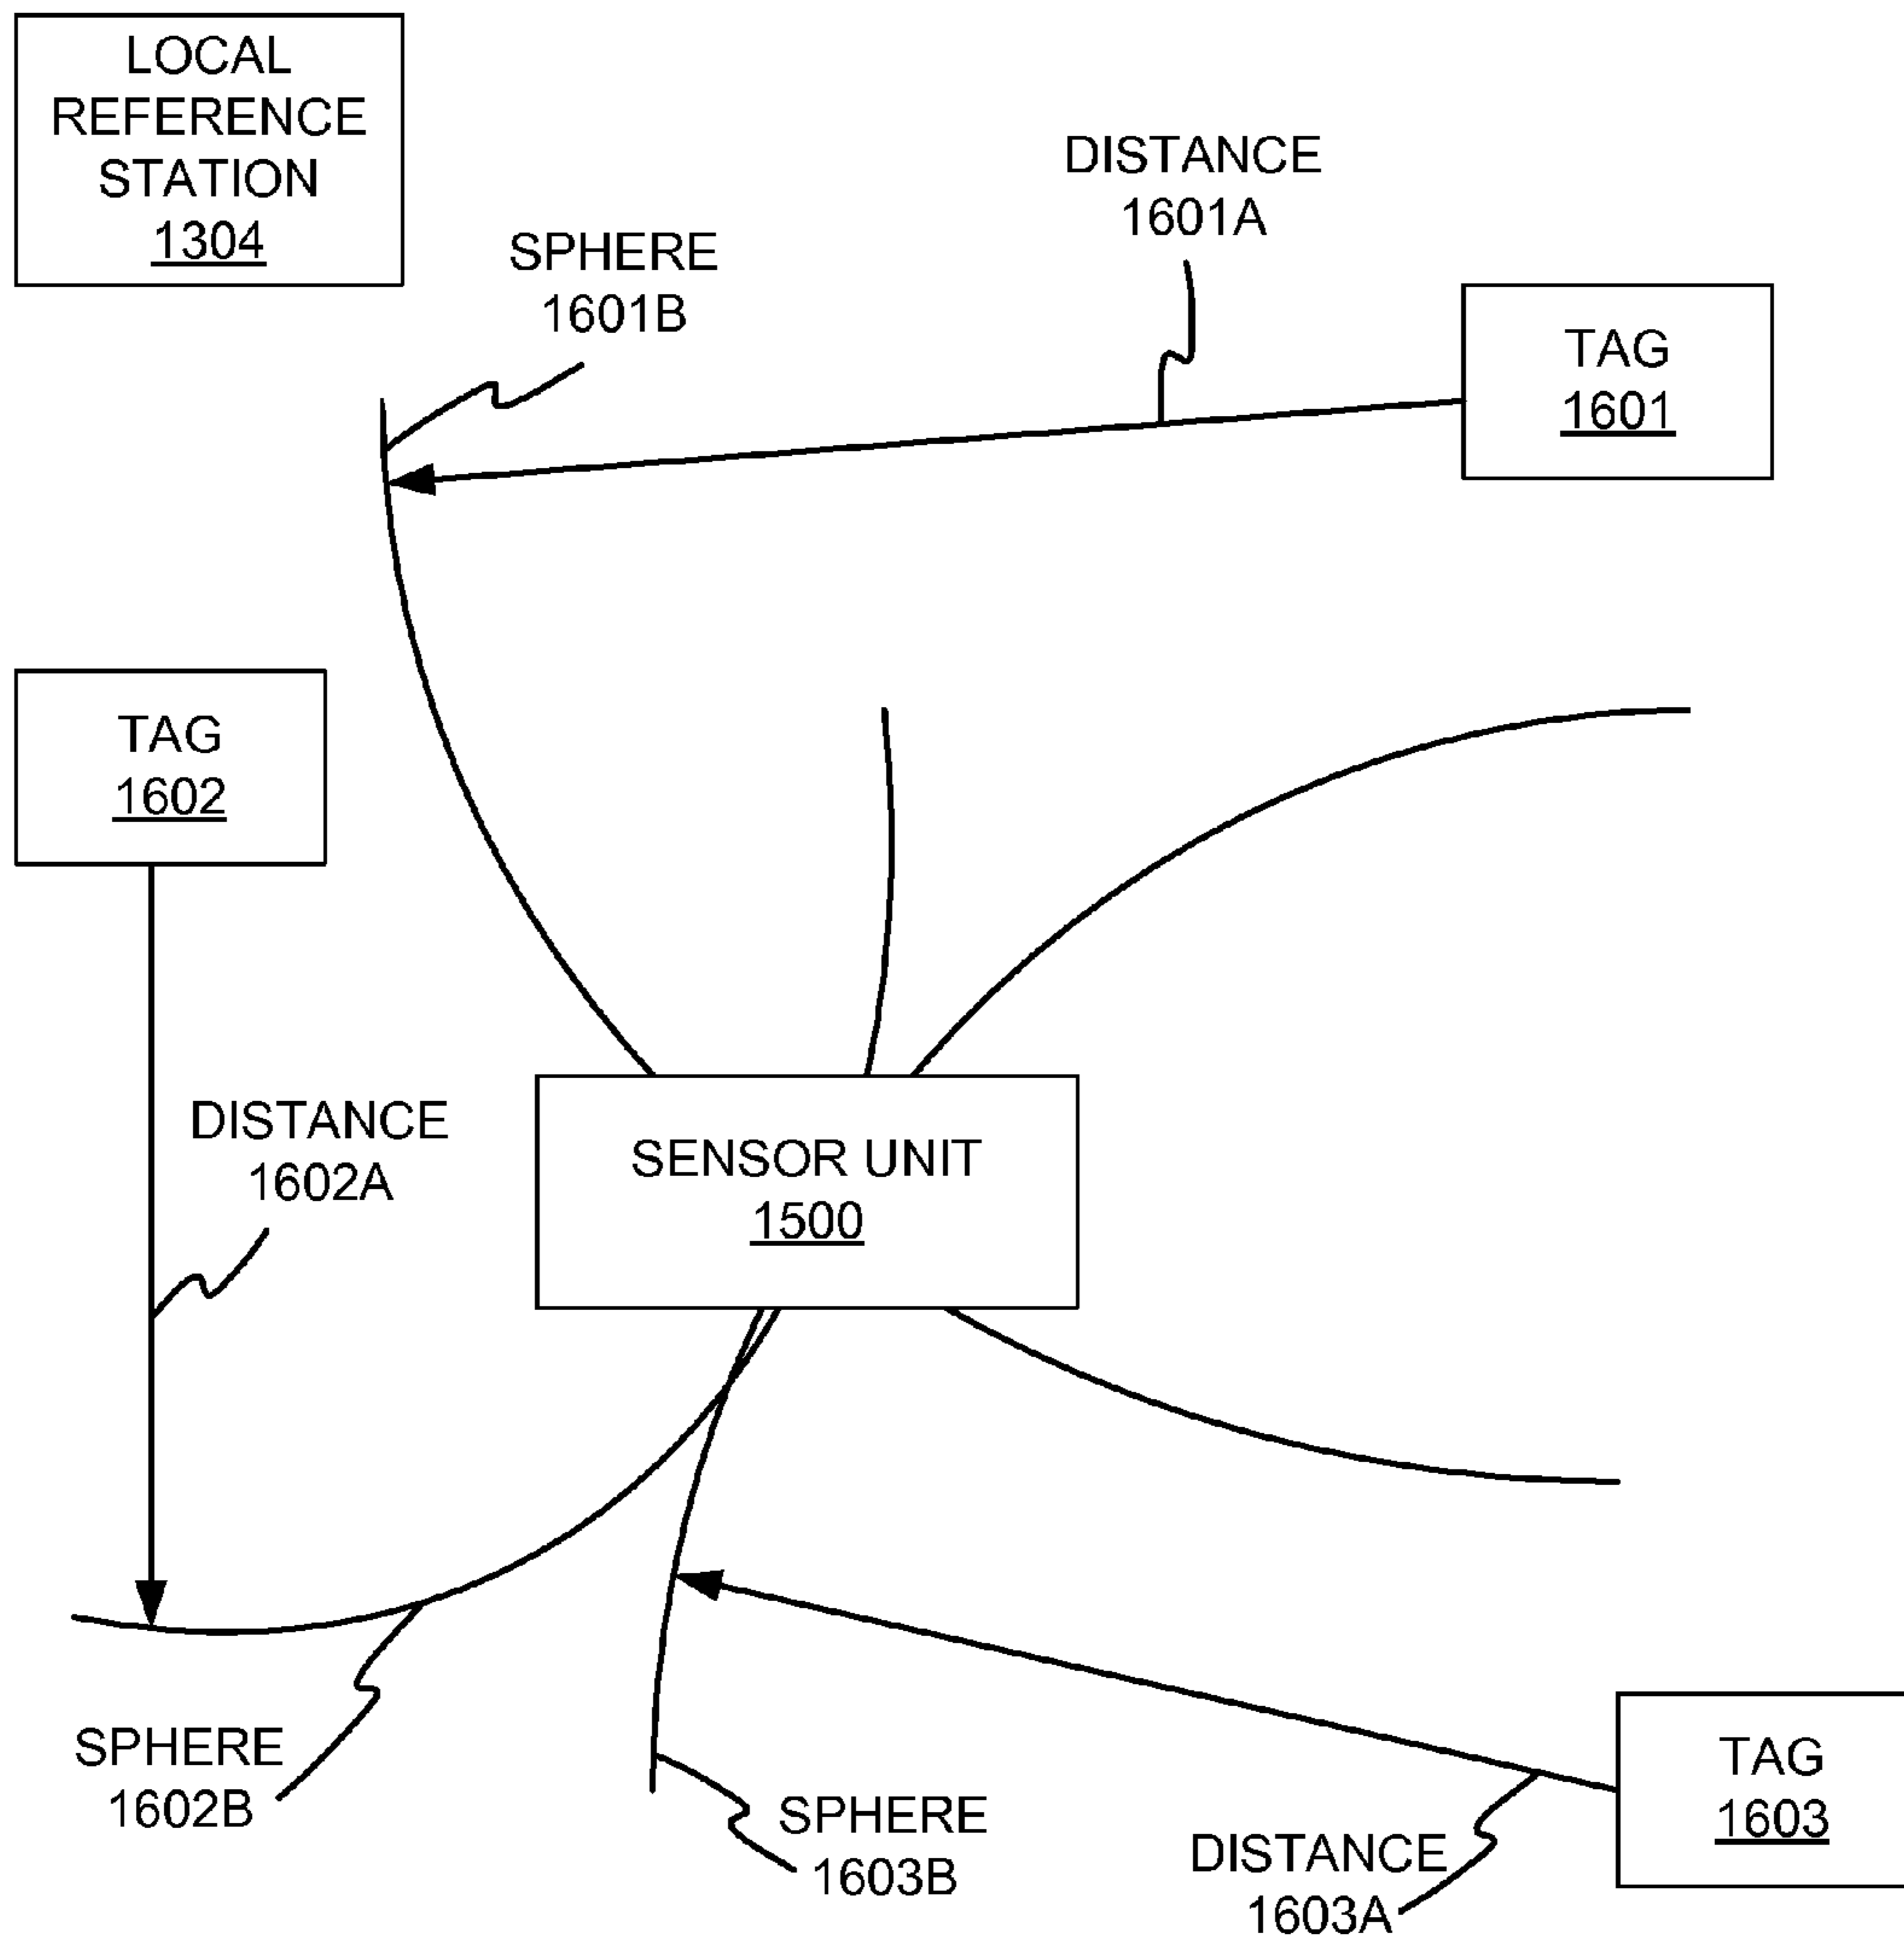 LOCAL
REFERENCE
STATION
1304
DISTANCE
1601A
SPHERE
1601B
TAG
1601
TAG
1602
DISTANCE
1602A
SENSOR UNIT
1500
SPHERE
1602B
SPHERE
1603B
TAG
1603
DISTANCE
1603A